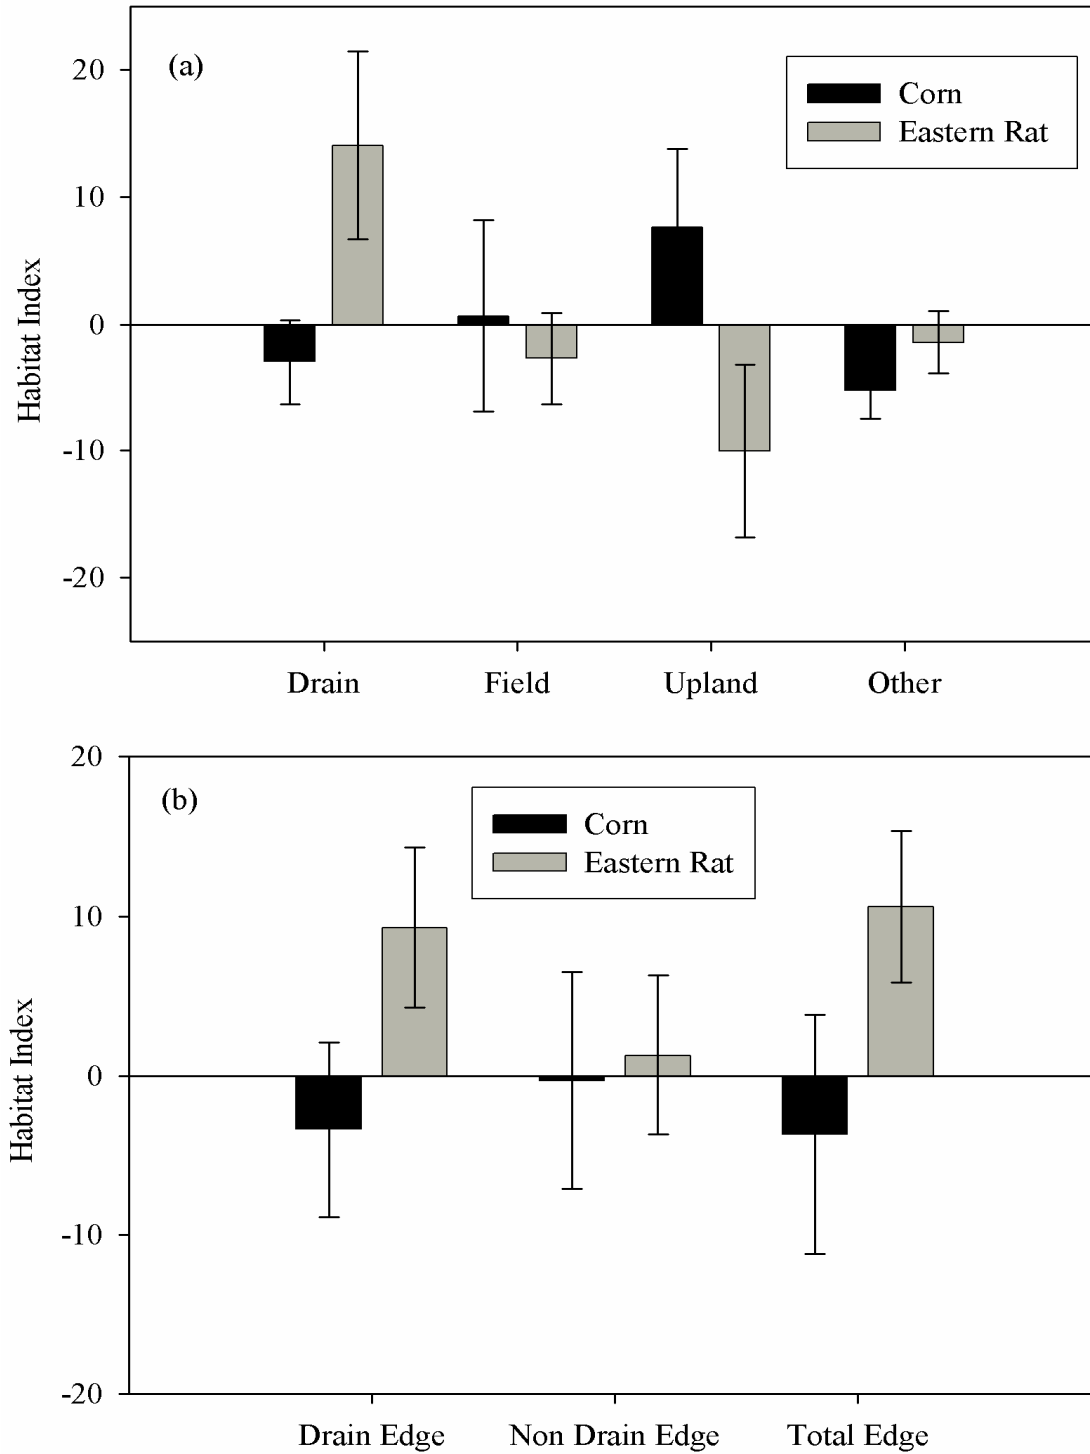 (a)
Corn
Eastern Rat
20
10
0
-10
-20
Habitat Index
Drain Field Upland Other
(b)
Corn
Eastern Rat
20
10
0
-10
-20
Habitat Index
Drain Edge Non Drain Edge Total Edge